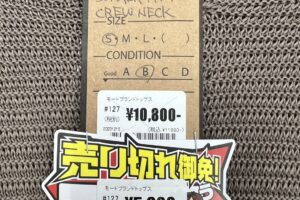 CREW NECK
SIZE
S・M・L・( )
CONDITION
Good A B C D
モードブランドトップス
#127
¥10,800-
売り切れ御免!
モードブランドトップス
#127